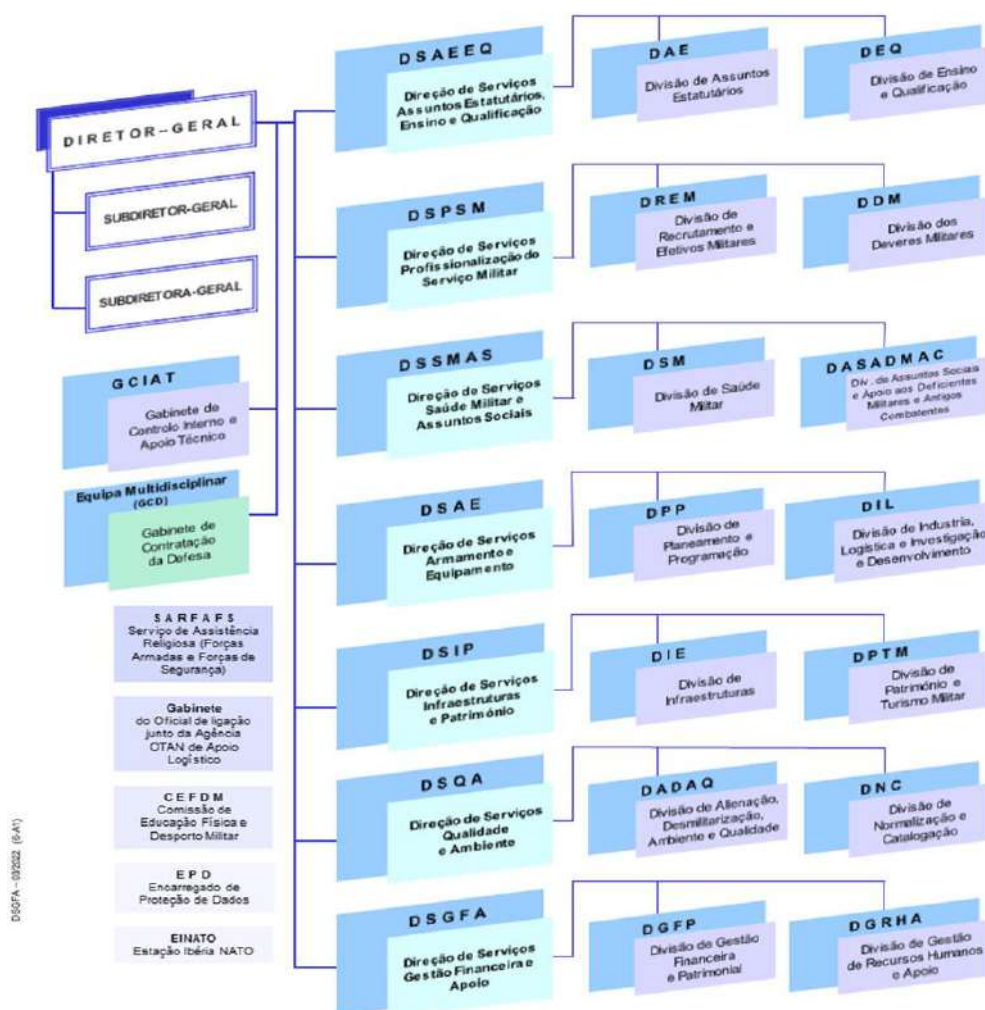 DIRETOR-GERAL
SUBDIRETOR-GERAL
SUBDIRETORA-GERAL
GCIAT
Gabinete de
Controlo Interno e
Apoio Técnico
Equipa Multidisciplinar
(GCD)
Gabinete de
Contratação
da Defesa
SARFAFS
Serviço de Assistência
Religiosa (Forças
Armadas e Forças de
Segurança)
Gabinete
do Oficial de ligação
junto da Agência
OTAN de Apoio
Logístico
CEFDM
Comissão de
Educação Física e
Desporto Militar
EPD
Encarregado de
Proteção de Dados
EINATO
Estação Ibéria NATO
DSAEEQ
Direção de Serviços
Assuntos Estatutários,
Ensino e Qualificação
DAE
Divisão de Assuntos
Estatutários
DEQ
Divisão de Ensino
e Qualificação
DSPSM
Direção de Serviços
Profissionalização do
Serviço Militar
DREM
Divisão de
Recrutamento e
Efetivos Militares
DDM
Divisão dos
Deveres Militares
DSSMAS
Direção de Serviços
Saúde Militar e
Assuntos Sociais
DSM
Divisão de Saúde
Militar
DASADMAC
Div. de Assuntos Sociais
e Apoio aos Deficientes
Militares e Antigos
Combatentes
DSAE
Direção de Serviços
Armamento e
Equipamento
DPP
Divisão de
Planeamento e
Programação
DIL
Divisão de Industria,
Logística e Investigação
e Desenvolvimento
DSIP
Direção de Serviços
Infraestruturas
e Património
DIE
Divisão de
Infraestruturas
DPTM
Divisão de
Património e
Turismo Militar
DSQA
Direção de Serviços
Qualidade
e Ambiente
DADAQ
Divisão de Alienação,
Desmilitarização,
Ambiente e Qualidade
DNC
Divisão de
Normalização e
Catalogação
DSGFA
Direção de Serviços
Gestão Financeira e
Apoio
DGFP
Divisão de Gestão
Financeira
e Patrimonial
DGRHA
Divisão de Gestão
de Recursos Humanos
e Apoio
DSGFA – 03/2022 (6-A1)